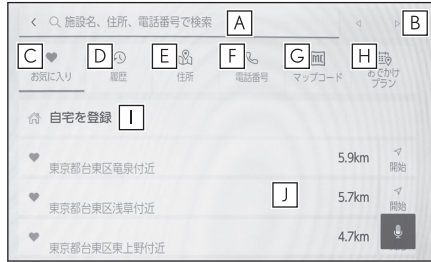 施設名、住所、電話番号で検索 A B
C D E F G H
お気に入り 履歴 住所 電話番号 マップコード おでかけプラン
自宅を登録 I
5.9km
東京都台東区竜泉付近 開始
J 5.7km
東京都台東区浅草付近 開始
4.7km
東京都台東区東上野付近